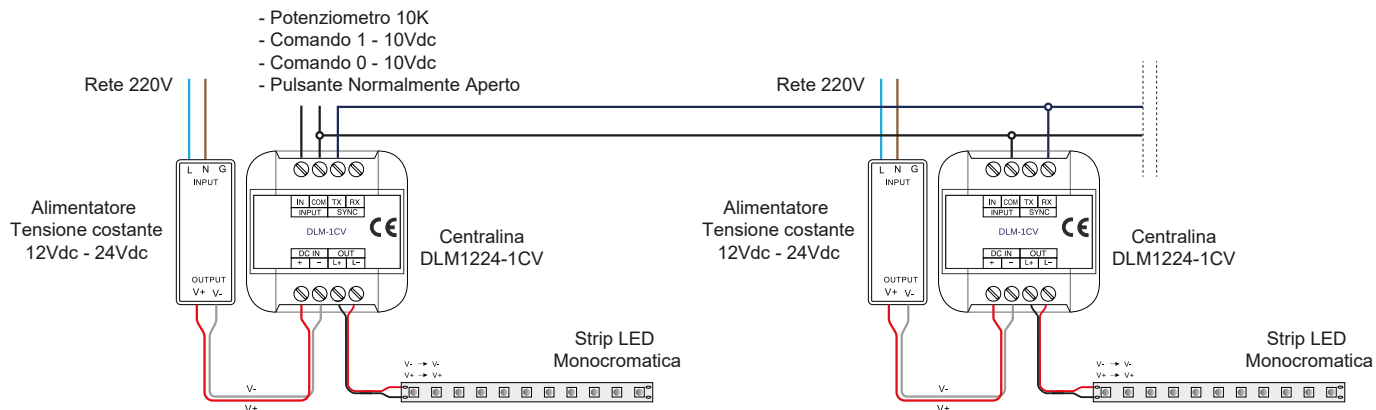 - Potenziometro 10K
- Comando 1 - 10Vdc
- Comando 0 - 10Vdc
- Pulsante Normalmente Aperto
Rete 220V
L N G
INPUT
Alimentatore
Tensione costante
12Vdc - 24Vdc
OUTPUT
V+ V-
IN COM TX RX
INPUT SYNC
DLM-1CV
CE
DC IN OUT
+ - L+ L-
Centralina
DLM1224-1CV
Strip LED
Monocromatica
V- → V-
V+ → V+
V-
V+
Rete 220V
L N G
INPUT
Alimentatore
Tensione costante
12Vdc - 24Vdc
OUTPUT
V+ V-
IN COM TX RX
INPUT SYNC
DLM-1CV
CE
DC IN OUT
+ - L+ L-
Centralina
DLM1224-1CV
Strip LED
Monocromatica
V- → V-
V+ → V+
V-
V+